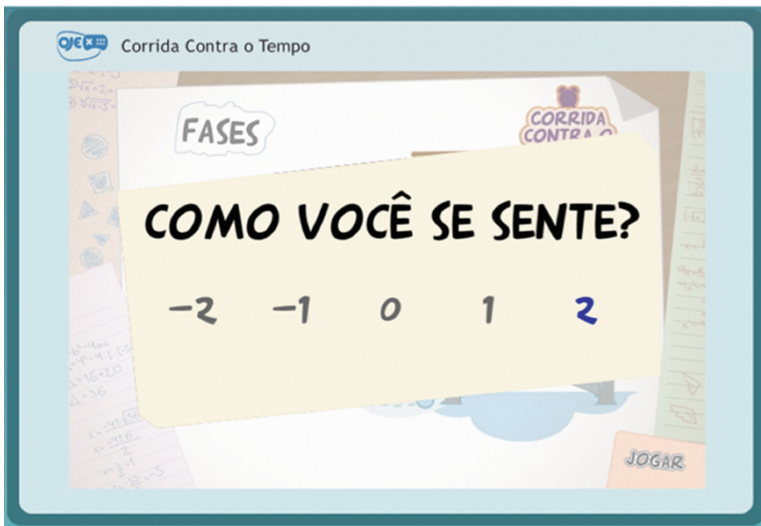 OJE Corrida Contra o Tempo
FASES
CORRIDA
CONTRA O
COMO VOCÊ SE SENTE?
-2 -1 0 1 2
JOGAR